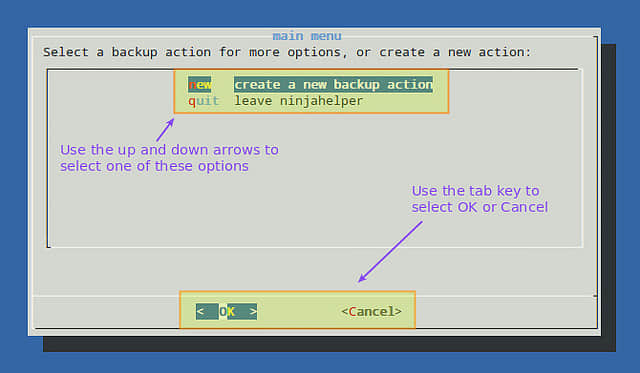 main menu
Select a backup action for more options, or create a new action:
new create a new backup action
quit leave ninjahelper
Use the up and down arrows to
select one of these options
Use the tab key to
select OK or Cancel
< OK > <Cancel>